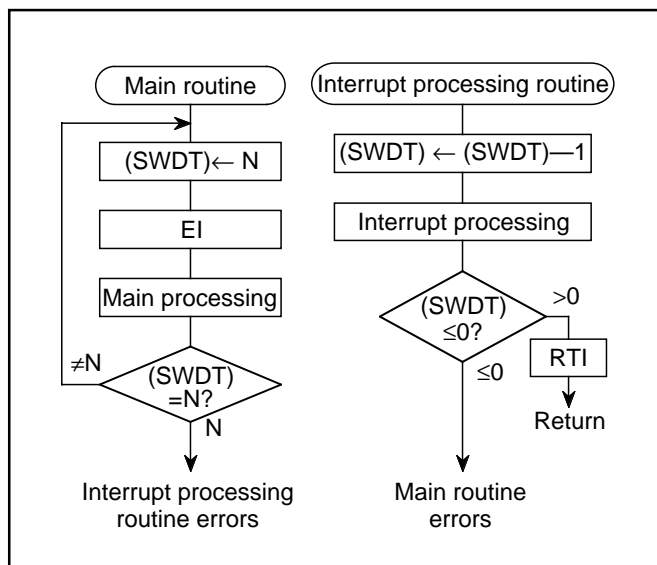 Main routine
(SWDT)← N
EI
Main processing
≠N
(SWDT)
=N?
N
Interrupt processing
routine errors
Interrupt processing routine
(SWDT) ← (SWDT)—1
Interrupt processing
(SWDT)
≤0?
>0
RTI
Return
≤0
Main routine
errors